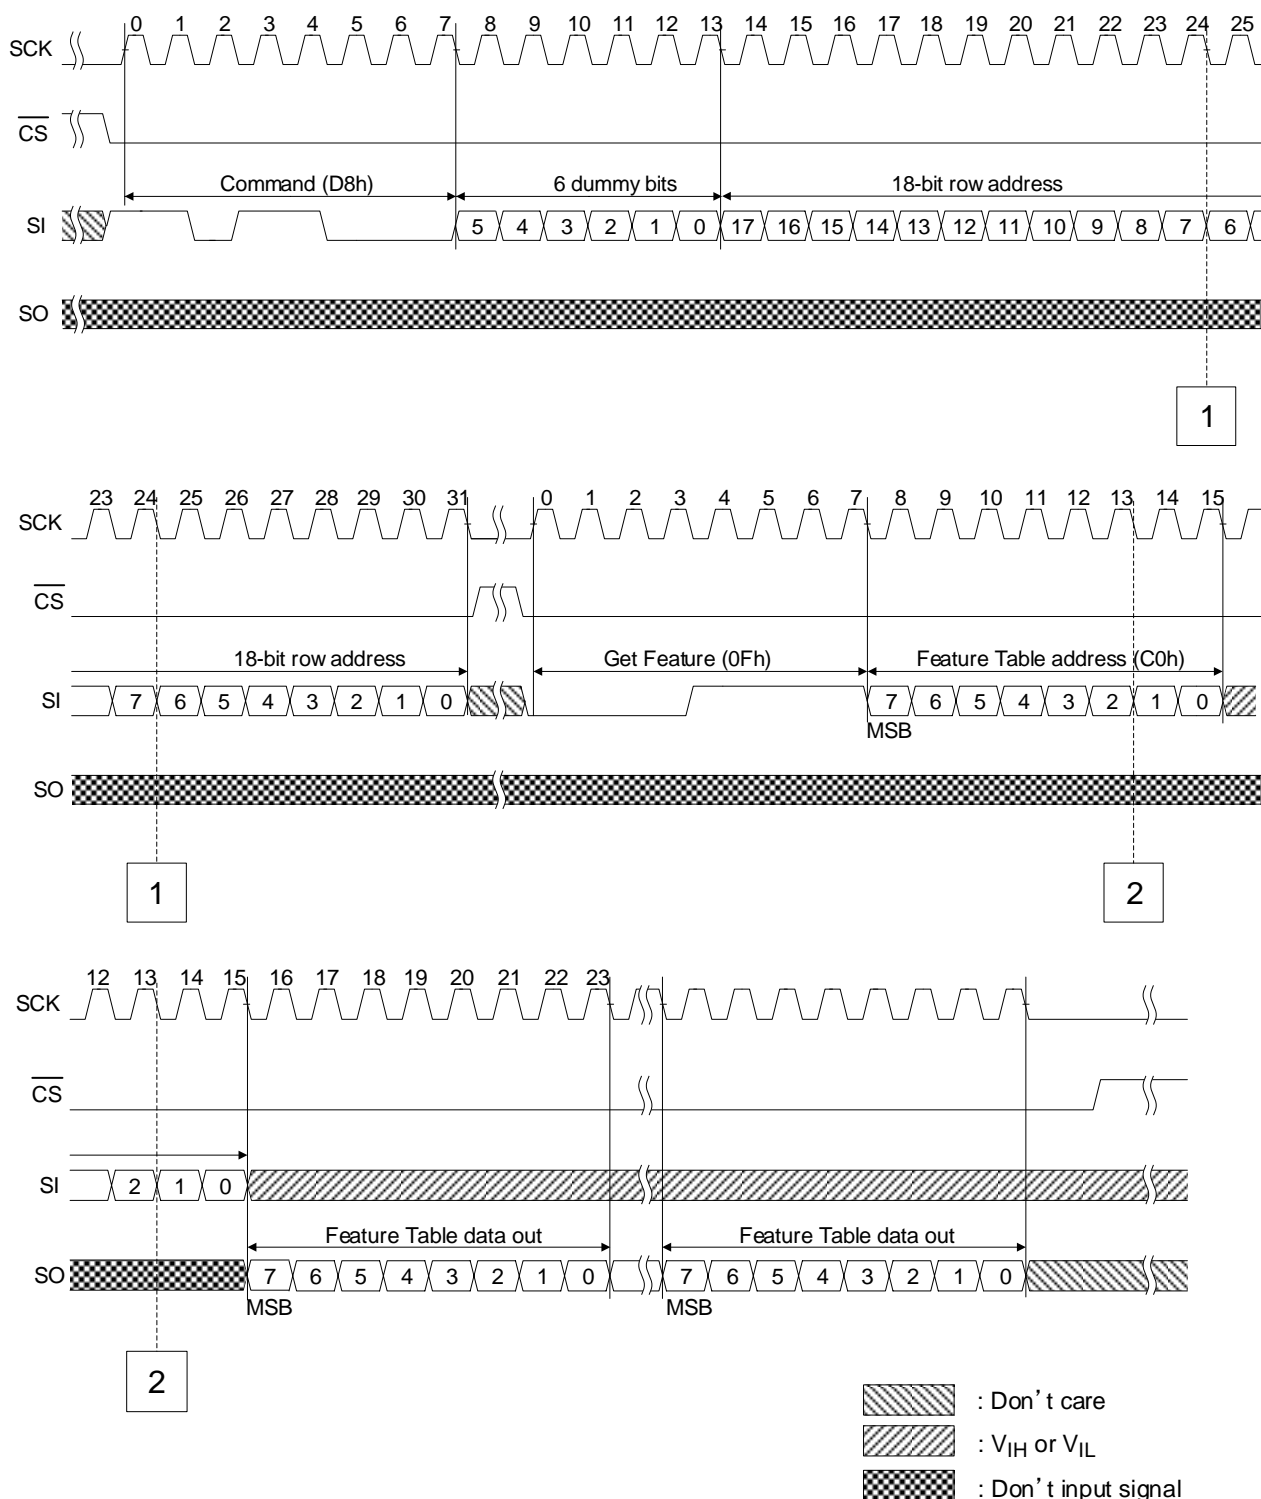 0 1 2 3 4 5 6 7 8 9 10 11 12 13 14 15 16 17 18 19 20 21 22 23 24 25
SCK
CS
Command (D8h) 6 dummy bits 18-bit row address
SI 5 4 3 2 1 0 17 16 15 14 13 12 11 10 9 8 7 6
SO
1
23 24 25 26 27 28 29 30 31 0 1 2 3 4 5 6 7 8 9 10 11 12 13 14 15
SCK
CS
18-bit row address Get Feature (0Fh) Feature Table address (C0h)
SI 7 6 5 4 3 2 1 0 7 6 5 4 3 2 1 0
MSB
SO
1 2
12 13 14 15 16 17 18 19 20 21 22 23
SCK
CS
SI 2 1 0
Feature Table data out Feature Table data out
SO 7 6 5 4 3 2 1 0 7 6 5 4 3 2 1 0
MSB MSB
2
: Don't care
: VIH or VIL
: Don't input signal